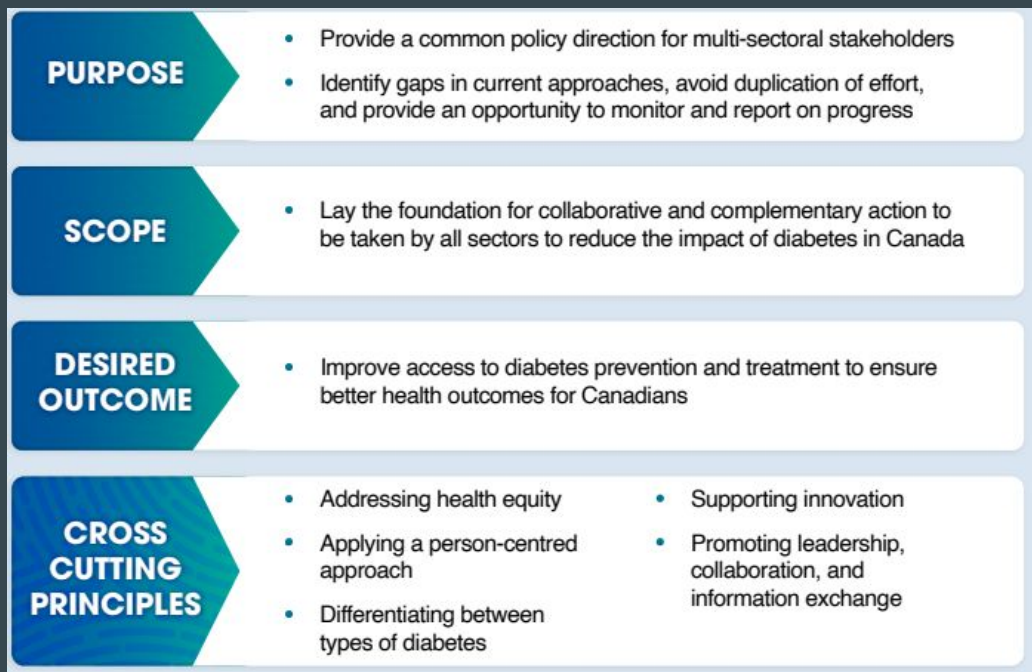 PURPOSE
• Provide a common policy direction for multi-sectoral stakeholders
• Identify gaps in current approaches, avoid duplication of effort,
and provide an opportunity to monitor and report on progress
SCOPE
• Lay the foundation for collaborative and complementary action to
be taken by all sectors to reduce the impact of diabetes in Canada
DESIRED
OUTCOME
• Improve access to diabetes prevention and treatment to ensure
better health outcomes for Canadians
CROSS
CUTTING
PRINCIPLES
• Addressing health equity
• Applying a person-centred
approach
• Differentiating between
types of diabetes
• Supporting innovation
• Promoting leadership,
collaboration, and
information exchange